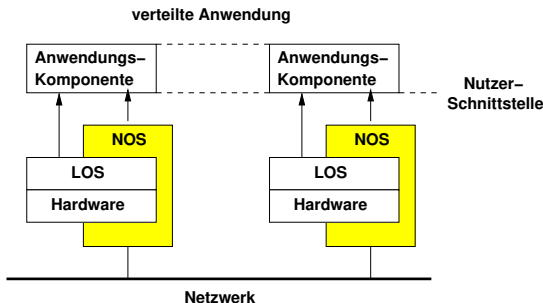 verteilte Anwendung
Anwendungs–
Komponente
Anwendungs–
Komponente
Nutzer–
Schnittstelle
NOS
LOS
Hardware
NOS
LOS
Hardware
Netzwerk